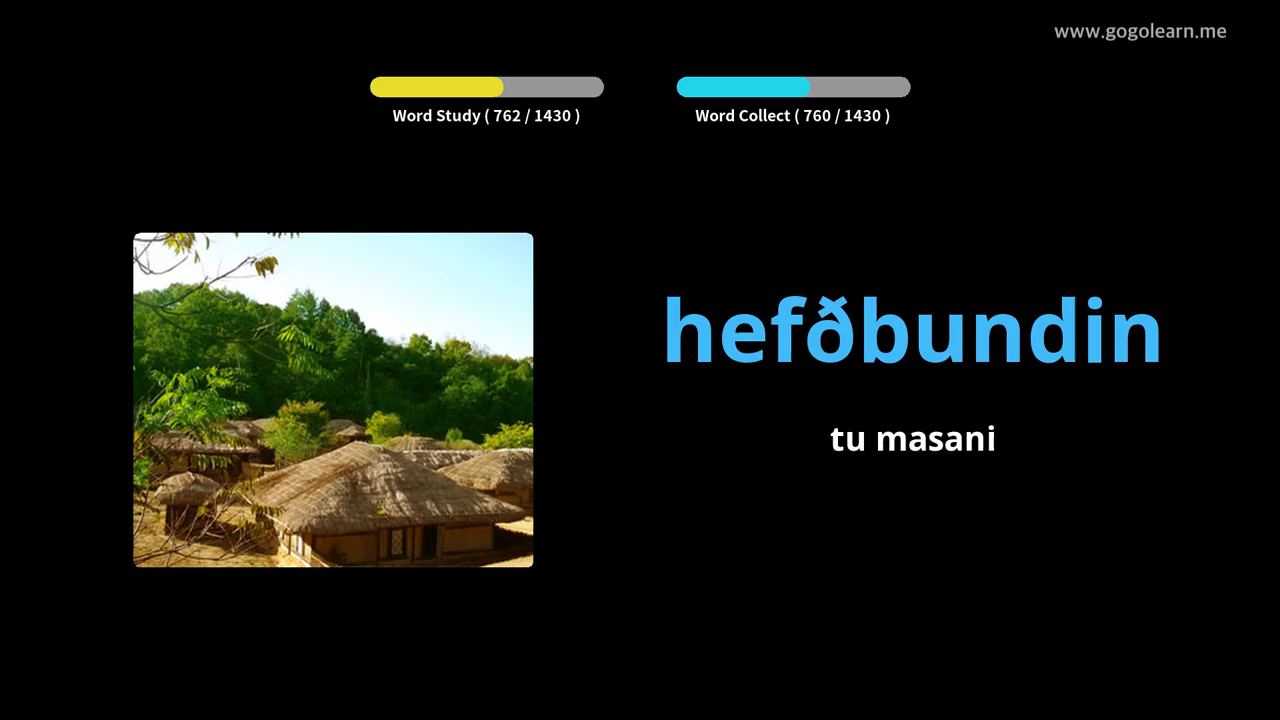 www.gogolearn.me
Word Study ( 762 / 1430 )
Word Collect ( 760 / 1430 )
hefðbundin
tu masani